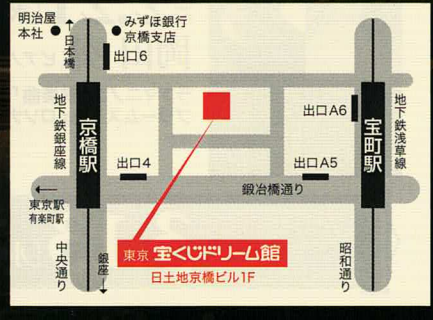 明治屋
本社
↑日本橋
みずほ銀行
京橋支店
出口6
地下鉄銀座線
京橋駅
出口4
出口A6
宝町駅
地下鉄浅草線
出口A5
鍛冶橋通り
←
東京駅
有楽町駅
中央通り
銀座↓
昭和通り
東京 宝くじドリーム館
日土地京橋ビル1F